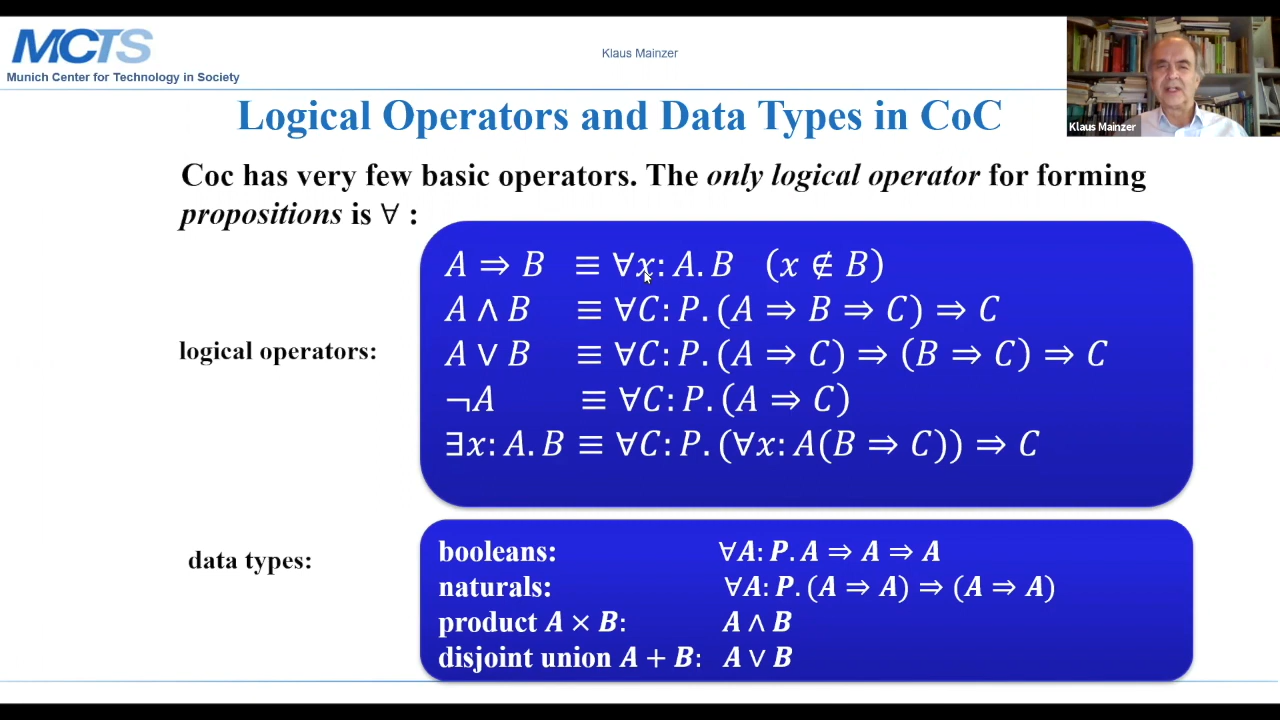 MCTS
Munich Center for Technology in Society
Klaus Mainzer
Klaus Mainzer
Logical Operators and Data Types in CoC
Coc has very few basic operators. The only logical operator for forming
propositions is ∀ :
logical operators:
A ⇒ B ≡ ∀x: A. B (x ∉ B)
A ∧ B ≡ ∀C: P. (A ⇒ B ⇒ C) ⇒ C
A ∨ B ≡ ∀C: P. (A ⇒ C) ⇒ (B ⇒ C) ⇒ C
¬A ≡ ∀C: P. (A ⇒ C)
∃x: A. B ≡ ∀C: P. (∀x: A(B ⇒ C)) ⇒ C
data types:
booleans: ∀A: P. A ⇒ A ⇒ A
naturals: ∀A: P. (A ⇒ A) ⇒ (A ⇒ A)
product A × B: A ∧ B
disjoint union A + B: A ∨ B